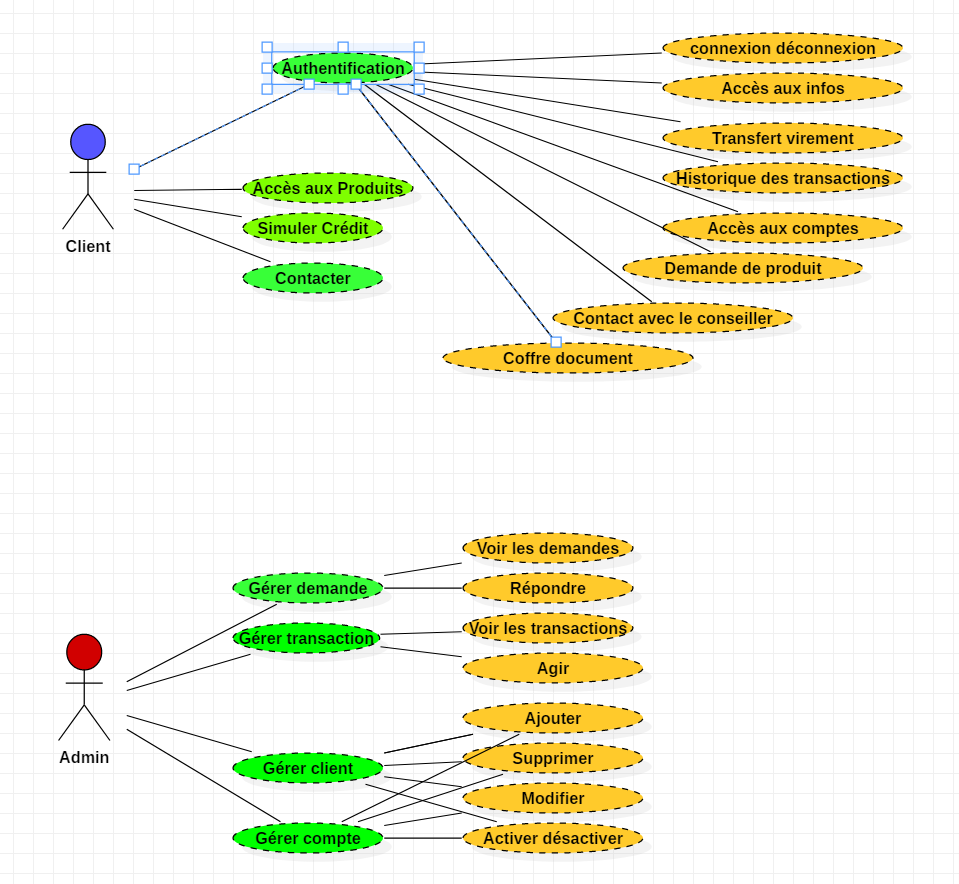 connexion déconnexion
Authentification
Accès aux infos
Transfert virement
Historique des transactions
Accès aux Produits
Simuler Crédit
Accès aux comptes
Client
Demande de produit
Contacter
Contact avec le conseiller
Coffre document
Voir les demandes
Gérer demande
Répondre
Voir les transactions
Gérer transaction
Agir
Ajouter
Admin
Supprimer
Gérer client
Modifier
Gérer compte
Activer désactiver